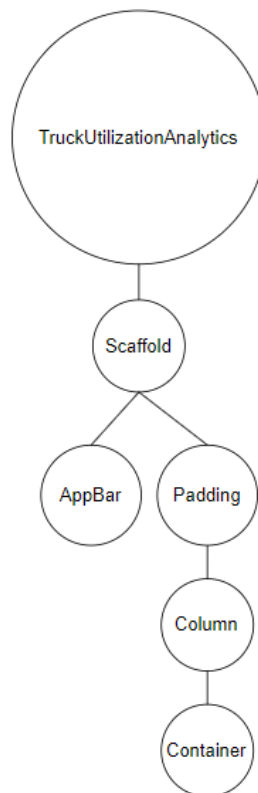 TruckUtilizationAnalytics
Scaffold
AppBar
Padding
Column
Container